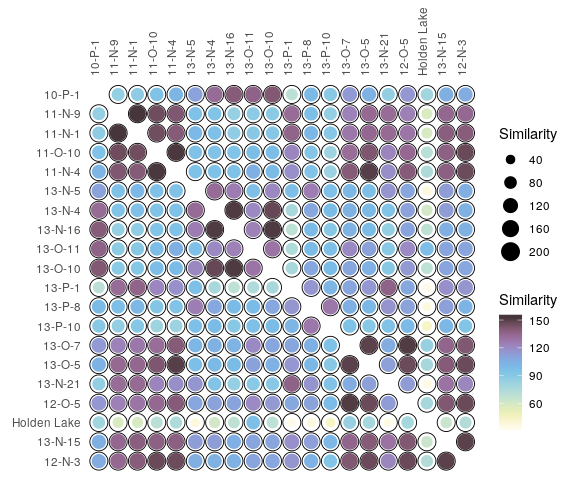 10-P-1
11-N-9
11-N-1
11-O-10
11-N-4
13-N-5
13-N-4
13-N-16
13-O-11
13-O-10
13-P-1
13-P-8
13-P-10
13-O-7
13-O-5
13-N-21
12-O-5
Holden Lake
13-N-15
12-N-3
10-P-1
11-N-9
11-N-1
11-O-10
11-N-4
13-N-5
13-N-4
13-N-16
13-O-11
13-O-10
13-P-1
13-P-8
13-P-10
13-O-7
13-O-5
13-N-21
12-O-5
Holden Lake
13-N-15
12-N-3
Similarity
40
80
120
160
200
Similarity
150
120
90
60